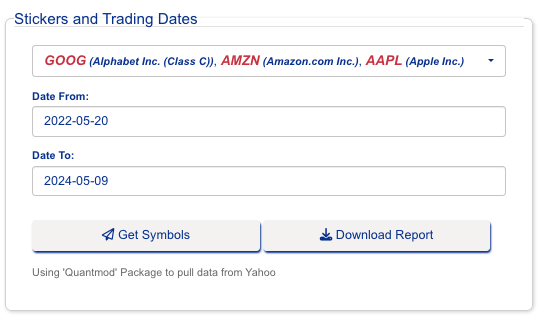 Stickers and Trading Dates
GOOG (Alphabet Inc. (Class C)), AMZN (Amazon.com Inc.), AAPL (Apple Inc.)
Date From:
2022-05-20
Date To:
2024-05-09
Get Symbols
Download Report
Using 'Quantmod' Package to pull data from Yahoo